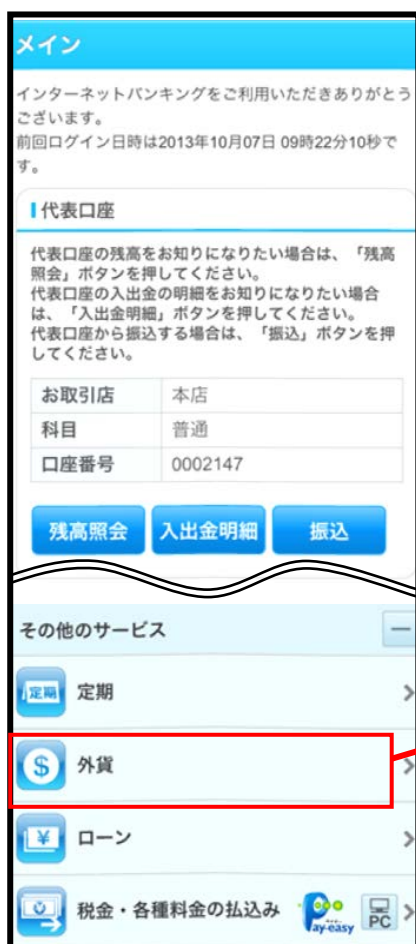 メイン
インターネットバンキングをご利用いただきありがとう
ございます。
前回ログイン日時は2013年10月07日 09時22分10秒で
す。
代表口座
代表口座の残高をお知りになりたい場合は、「残高
照会」ボタンを押してください。
代表口座の入出金の明細をお知りになりたい場合
は、「入出金明細」ボタンを押してください。
代表口座から振込する場合は、「振込」ボタンを押
してください。
お取引店 本店
科目 普通
口座番号 0002147
残高照会 入出金明細 振込
その他のサービス
定期 定期
$ 外貨
¥ ローン
税金・各種料金の払込み Pay-easy PC